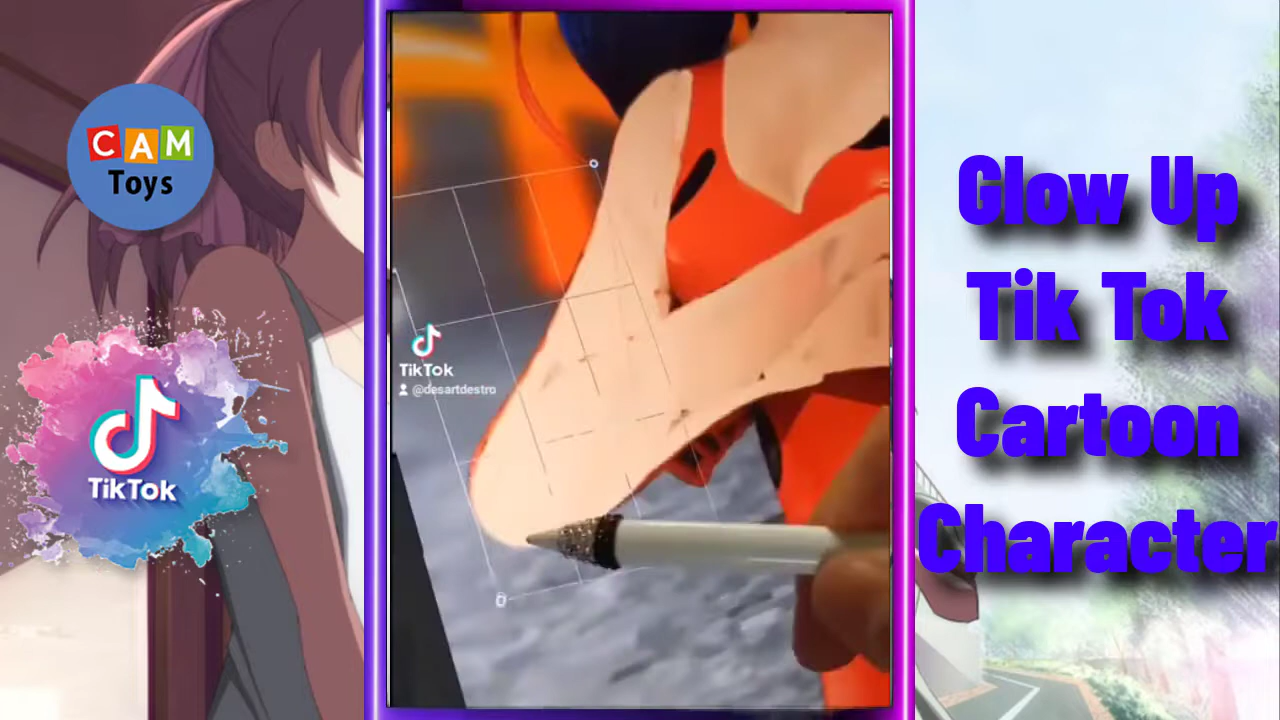 CAM
Toys
TikTok
TikTok
@desartdestro
Glow Up
Tik Tok
Cartoon
Character